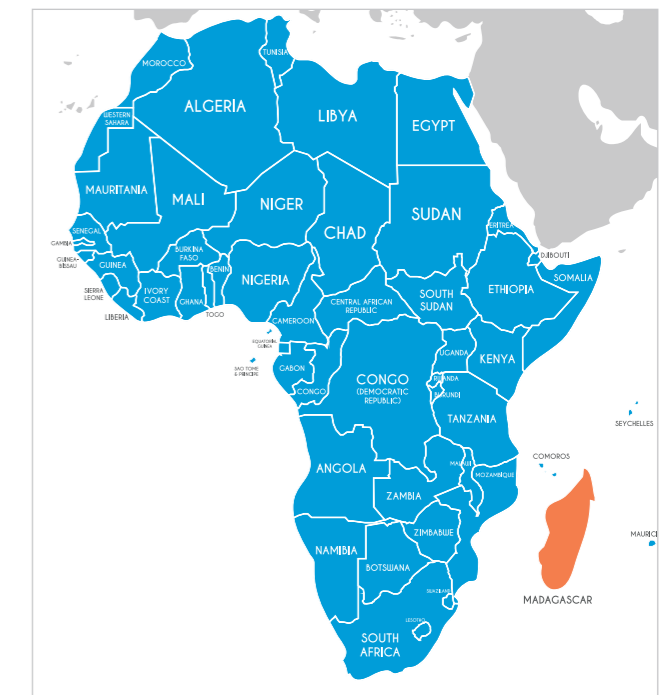 TUNISIA
MOROCCO
ALGERIA
LIBYA
EGYPT
WESTERN
SAHARA
MAURITANIA
MALI
NIGER
CHAD
SUDAN
ERITREA
SENEGAL
GAMBIA
GUINEA-
BISSAU
GUINEA
BURKINA
FASO
BENIN
NIGERIA
DJIBOUTI
SOMALIA
ETHIOPIA
SIERRA
LEONE
IVORY
COAST
GHANA
LIBERIA
TOGO
CENTRAL AFRICAN
REPUBLIC
SOUTH
SUDAN
CAMEROON
EQUATORIAL
GUINEA
SAO TOME
& PRINCIPE
GABON
CONGO
CONGO
(DEMOCRATIC
REPUBLIC)
UGANDA
KENYA
BURUNDI
TANZANIA
SEYCHELLES
COMOROS
ANGOLA
MOZAMBIQUE
ZAMBIA
ZIMBABWE
MAURICI
NAMIBIA
BOTSWANA
MADAGASCAR
LESOTHO
SOUTH
AFRICA